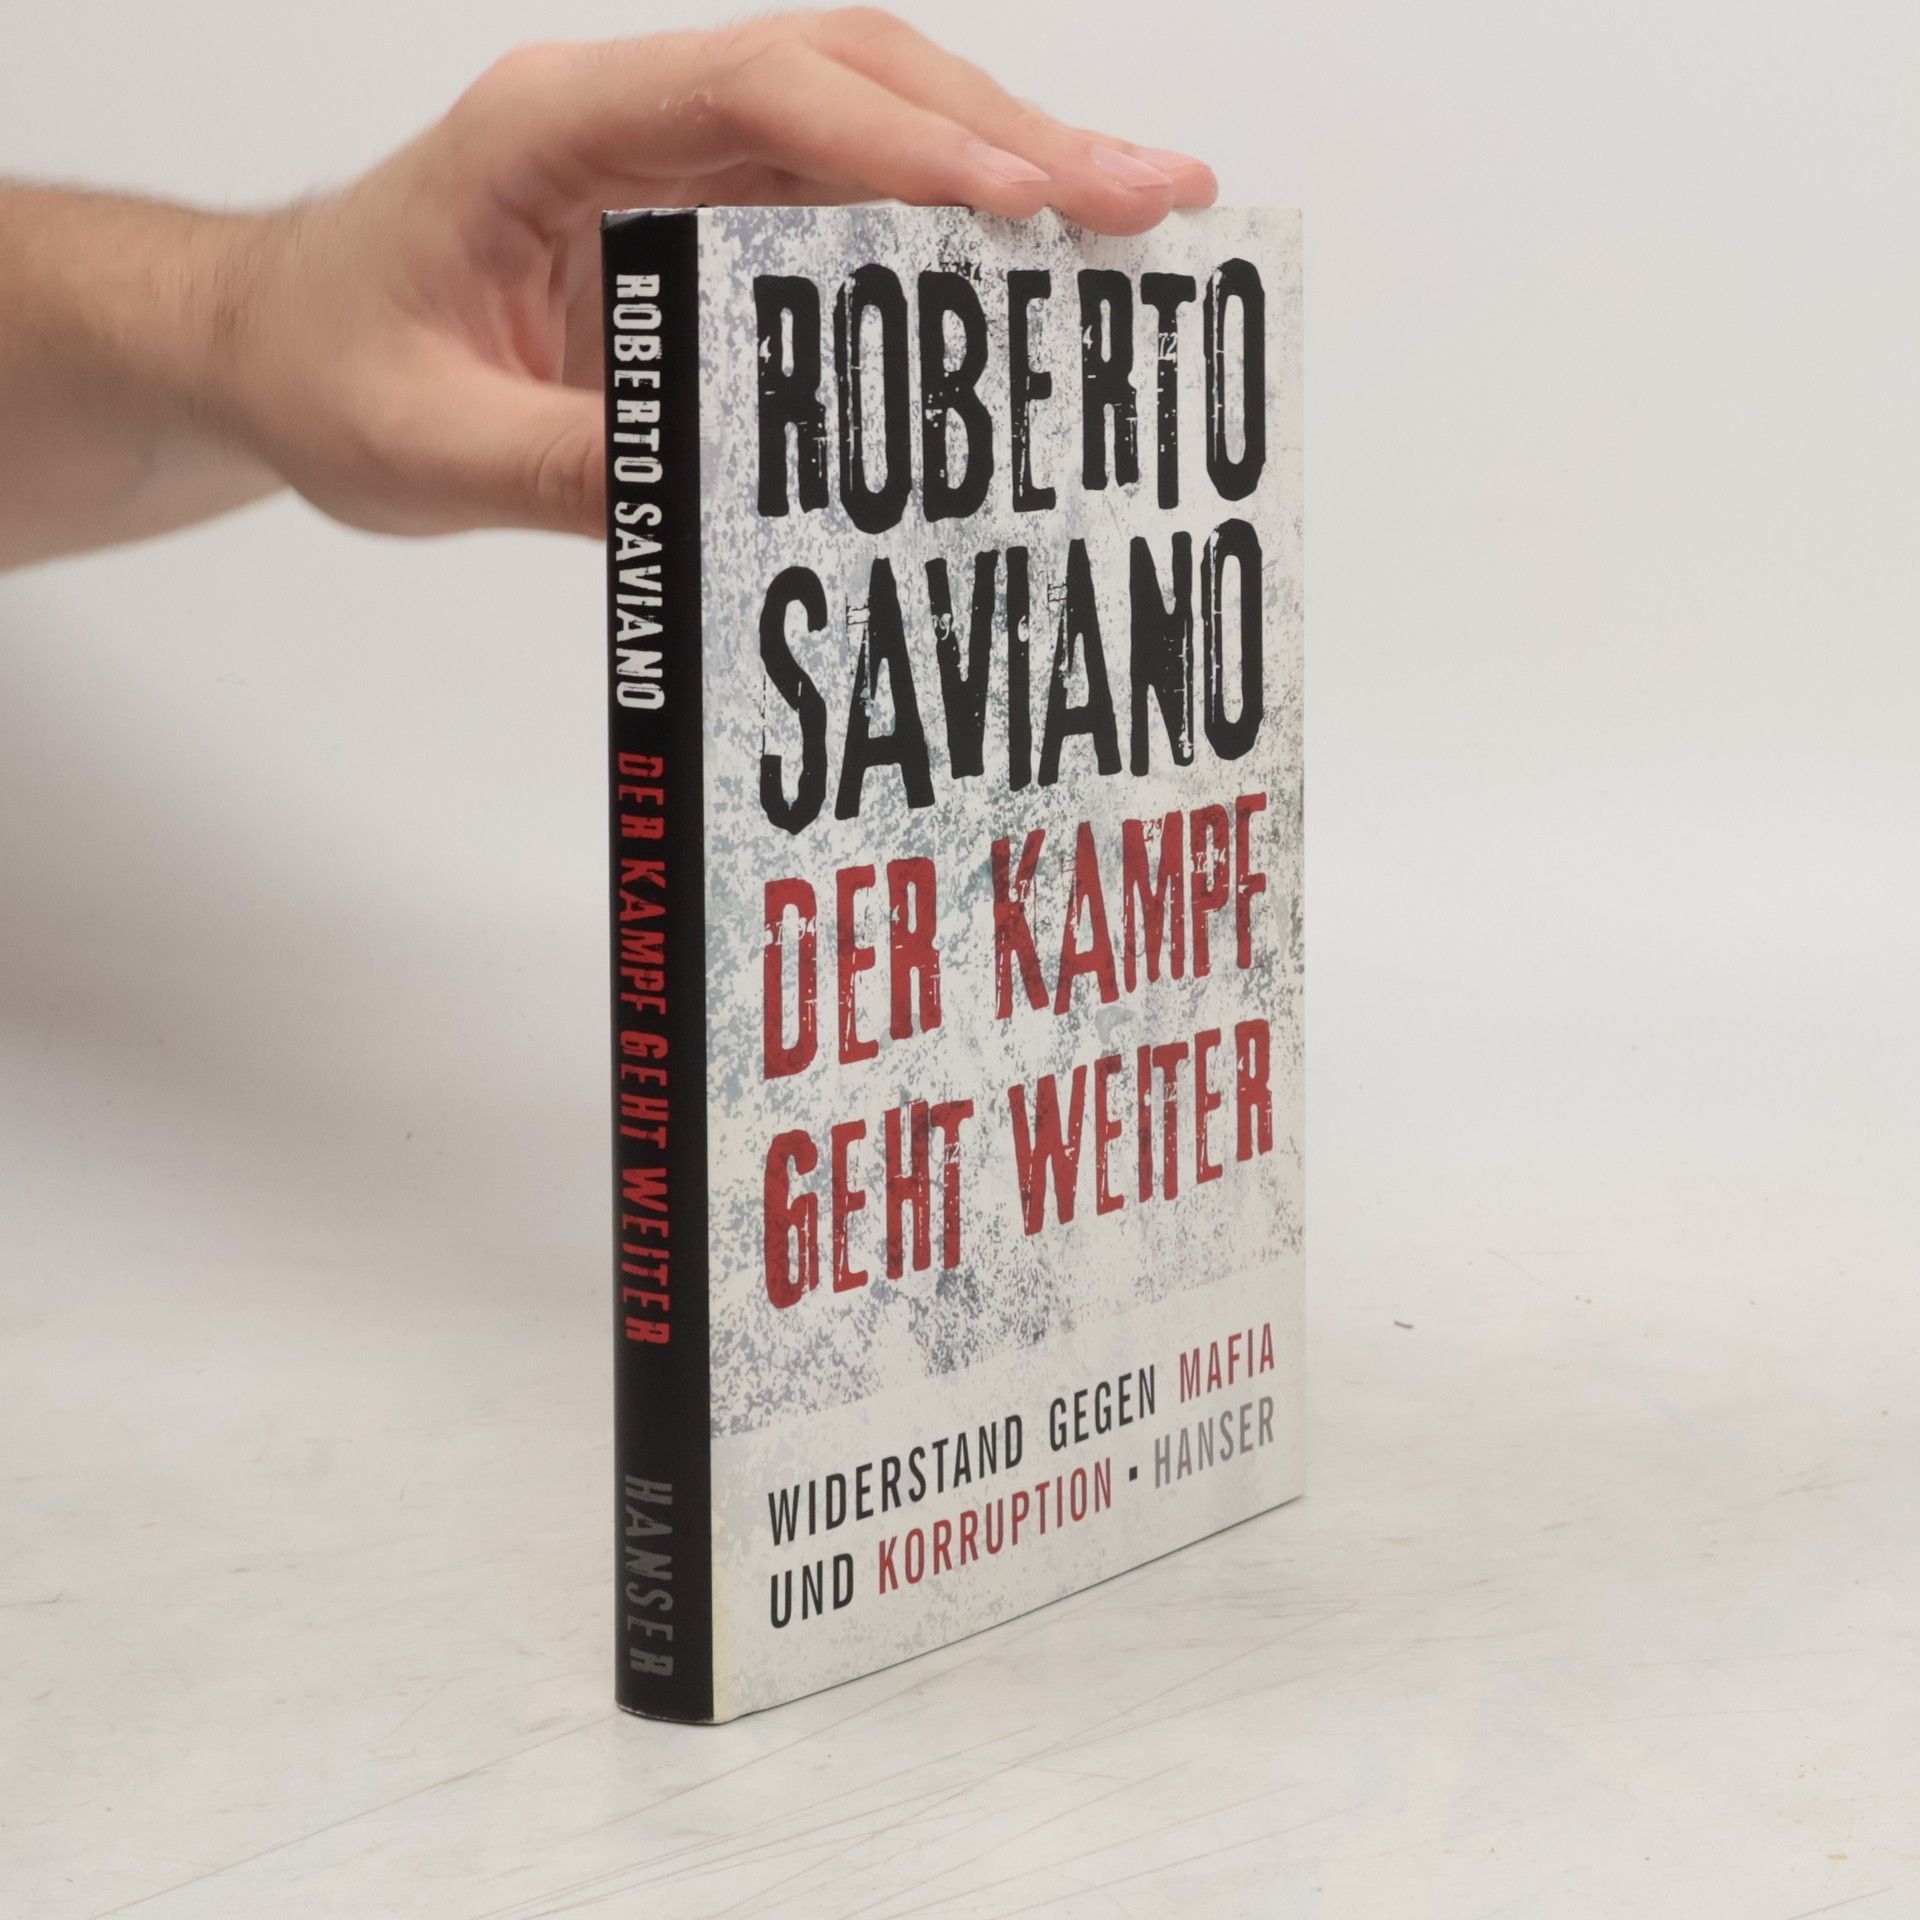 ROBERTO SAVIANO DER KAMPF GEHT WEITER HANSER
ROBERTO
SAVIANO
DER KAMPF
GEHT WEITER
WIDERSTAND GEGEN MAFIA
UND KORRUPTION · HANSER